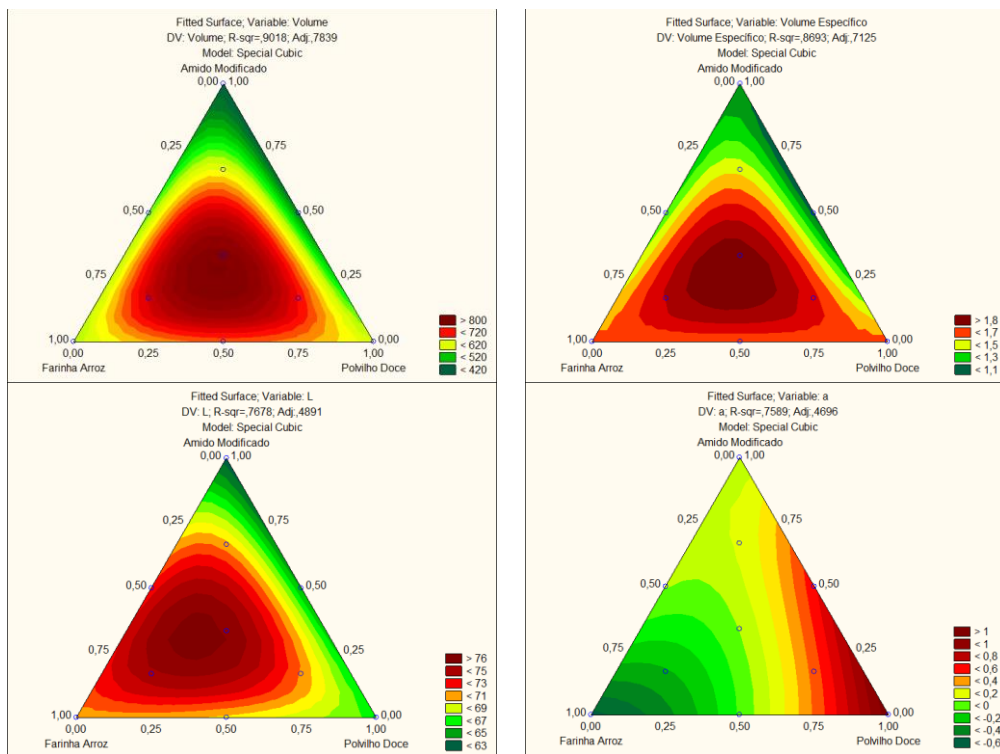 Fitted Surface; Variable: Volume
DV: Volume; R-sqr=,9018; Adj:,7839
Model: Special Cubic
Amido Modificado
0,00 1,00
0,25 0,75
0,50 0,50
0,75 0,25
1,00 0,00
0,00 0,25 0,50 0,75 1,00
Farinha Arroz Polvilho Doce
> 800
< 720
< 620
< 520
< 420
Fitted Surface; Variable: Volume Específico
DV: Volume Específico; R-sqr=,8693; Adj:,7125
Model: Special Cubic
Amido Modificado
0,00 1,00
0,25 0,75
0,50 0,50
0,75 0,25
1,00 0,00
0,00 0,25 0,50 0,75 1,00
Farinha Arroz Polvilho Doce
> 1,8
< 1,7
< 1,5
< 1,3
< 1,1
Fitted Surface; Variable: L
DV: L; R-sqr=,7678; Adj:,4891
Model: Special Cubic
Amido Modificado
0,00 1,00
0,25 0,75
0,50 0,50
0,75 0,25
1,00 0,00
0,00 0,25 0,50 0,75 1,00
Farinha Arroz Polvilho Doce
> 76
< 75
< 73
< 71
< 69
< 67
< 65
< 63
Fitted Surface; Variable: a
DV: a; R-sqr=,7589; Adj:,4696
Model: Special Cubic
Amido Modificado
0,00 1,00
0,25 0,75
0,50 0,50
0,75 0,25
1,00 0,00
0,00 0,25 0,50 0,75 1,00
Farinha Arroz Polvilho Doce
> 1
< 1
< 0,8
< 0,6
< 0,4
< 0,2
< 0
< -0,2
< -0,4
< -0,6